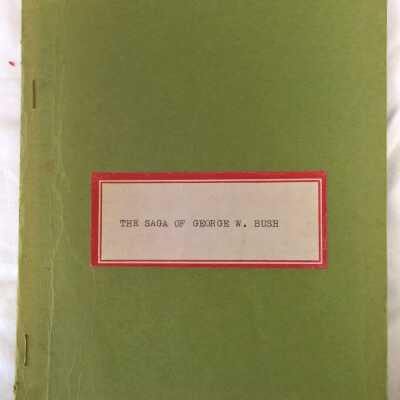 THE SAGA OF GEORGE W. BUSH